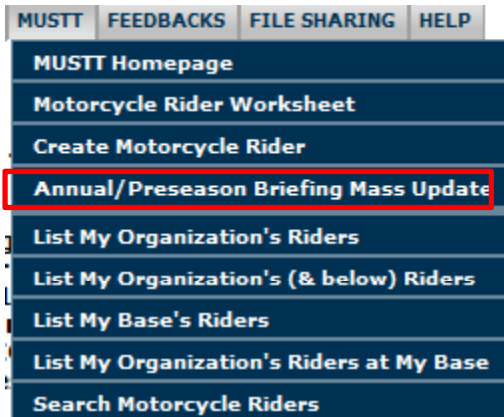 MUSTT FEEDBACKS FILE SHARING HELP
MUSTT Homepage
Motorcycle Rider Worksheet
Create Motorcycle Rider
Annual/Preseason Briefing Mass Update
List My Organization's Riders
List My Organization's (& below) Riders
List My Base's Riders
List My Organization's Riders at My Base
Search Motorcycle Riders